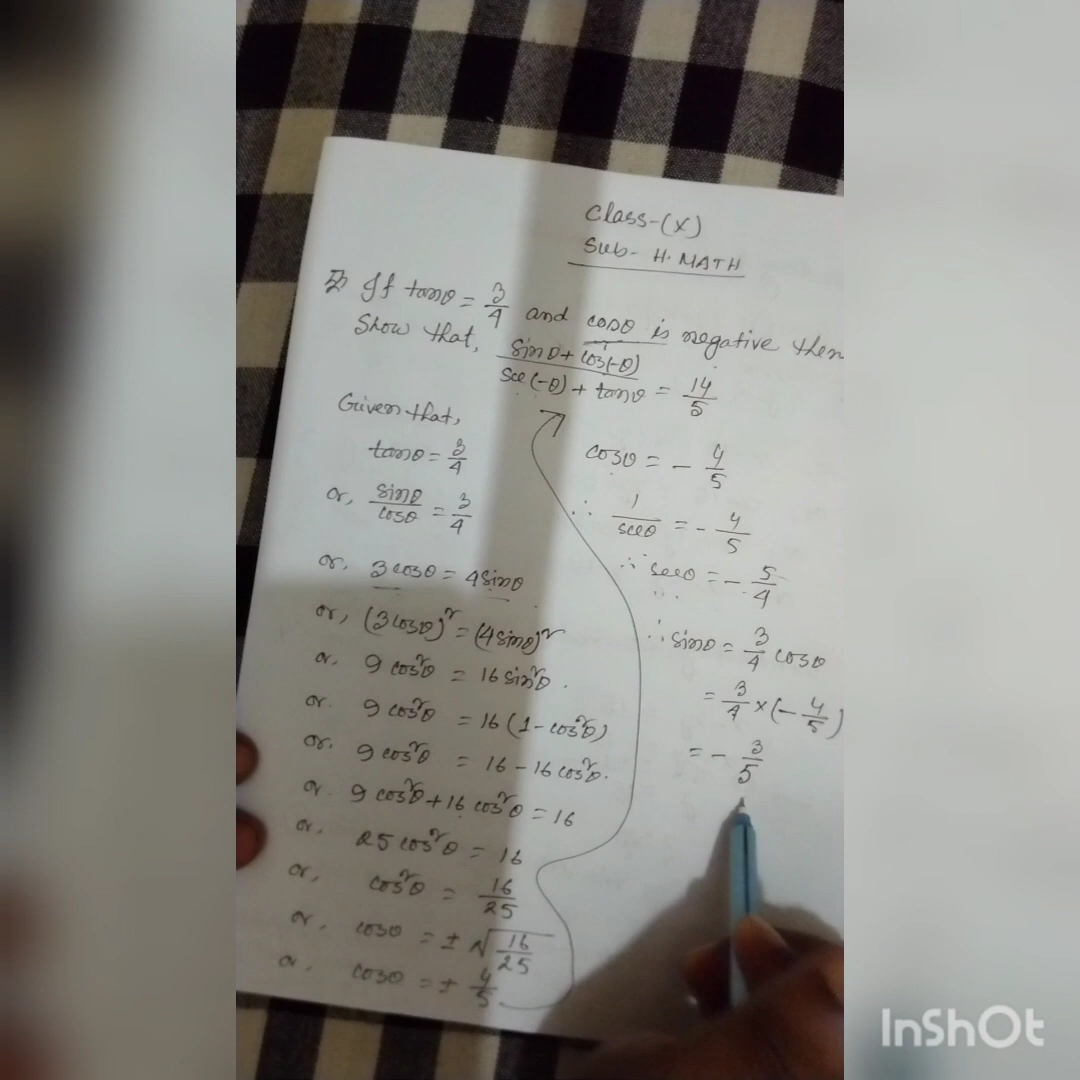 Class-(X)
Sub- H.MATH
If tanθ = 3/4 and cosθ is negative then
Show that, (sinθ + cos(-θ))/(sec(-θ) + tanθ) = 14/5
Given that,
tanθ = 3/4
or, sinθ/cosθ = 3/4
or, 3cosθ = 4sinθ
or, (3cosθ)² = (4sinθ)²
or. 9cos²θ = 16sin²θ.
or. 9cos²θ = 16(1-cos²θ)
or. 9cos²θ = 16-16cos²θ.
or. 9cos²θ+16cos²θ = 16
or. 25cos²θ = 16
or, cos²θ = 16/25
or, cosθ = ±√(16/25)
or. cosθ = ± 4/5
cosθ = - 4/5
∴ 1/secθ = - 4/5
∴ secθ = - 5/4
∴ sinθ = 3/4 cosθ
= 3/4 × (- 4/5)
= - 3/5
InShOt